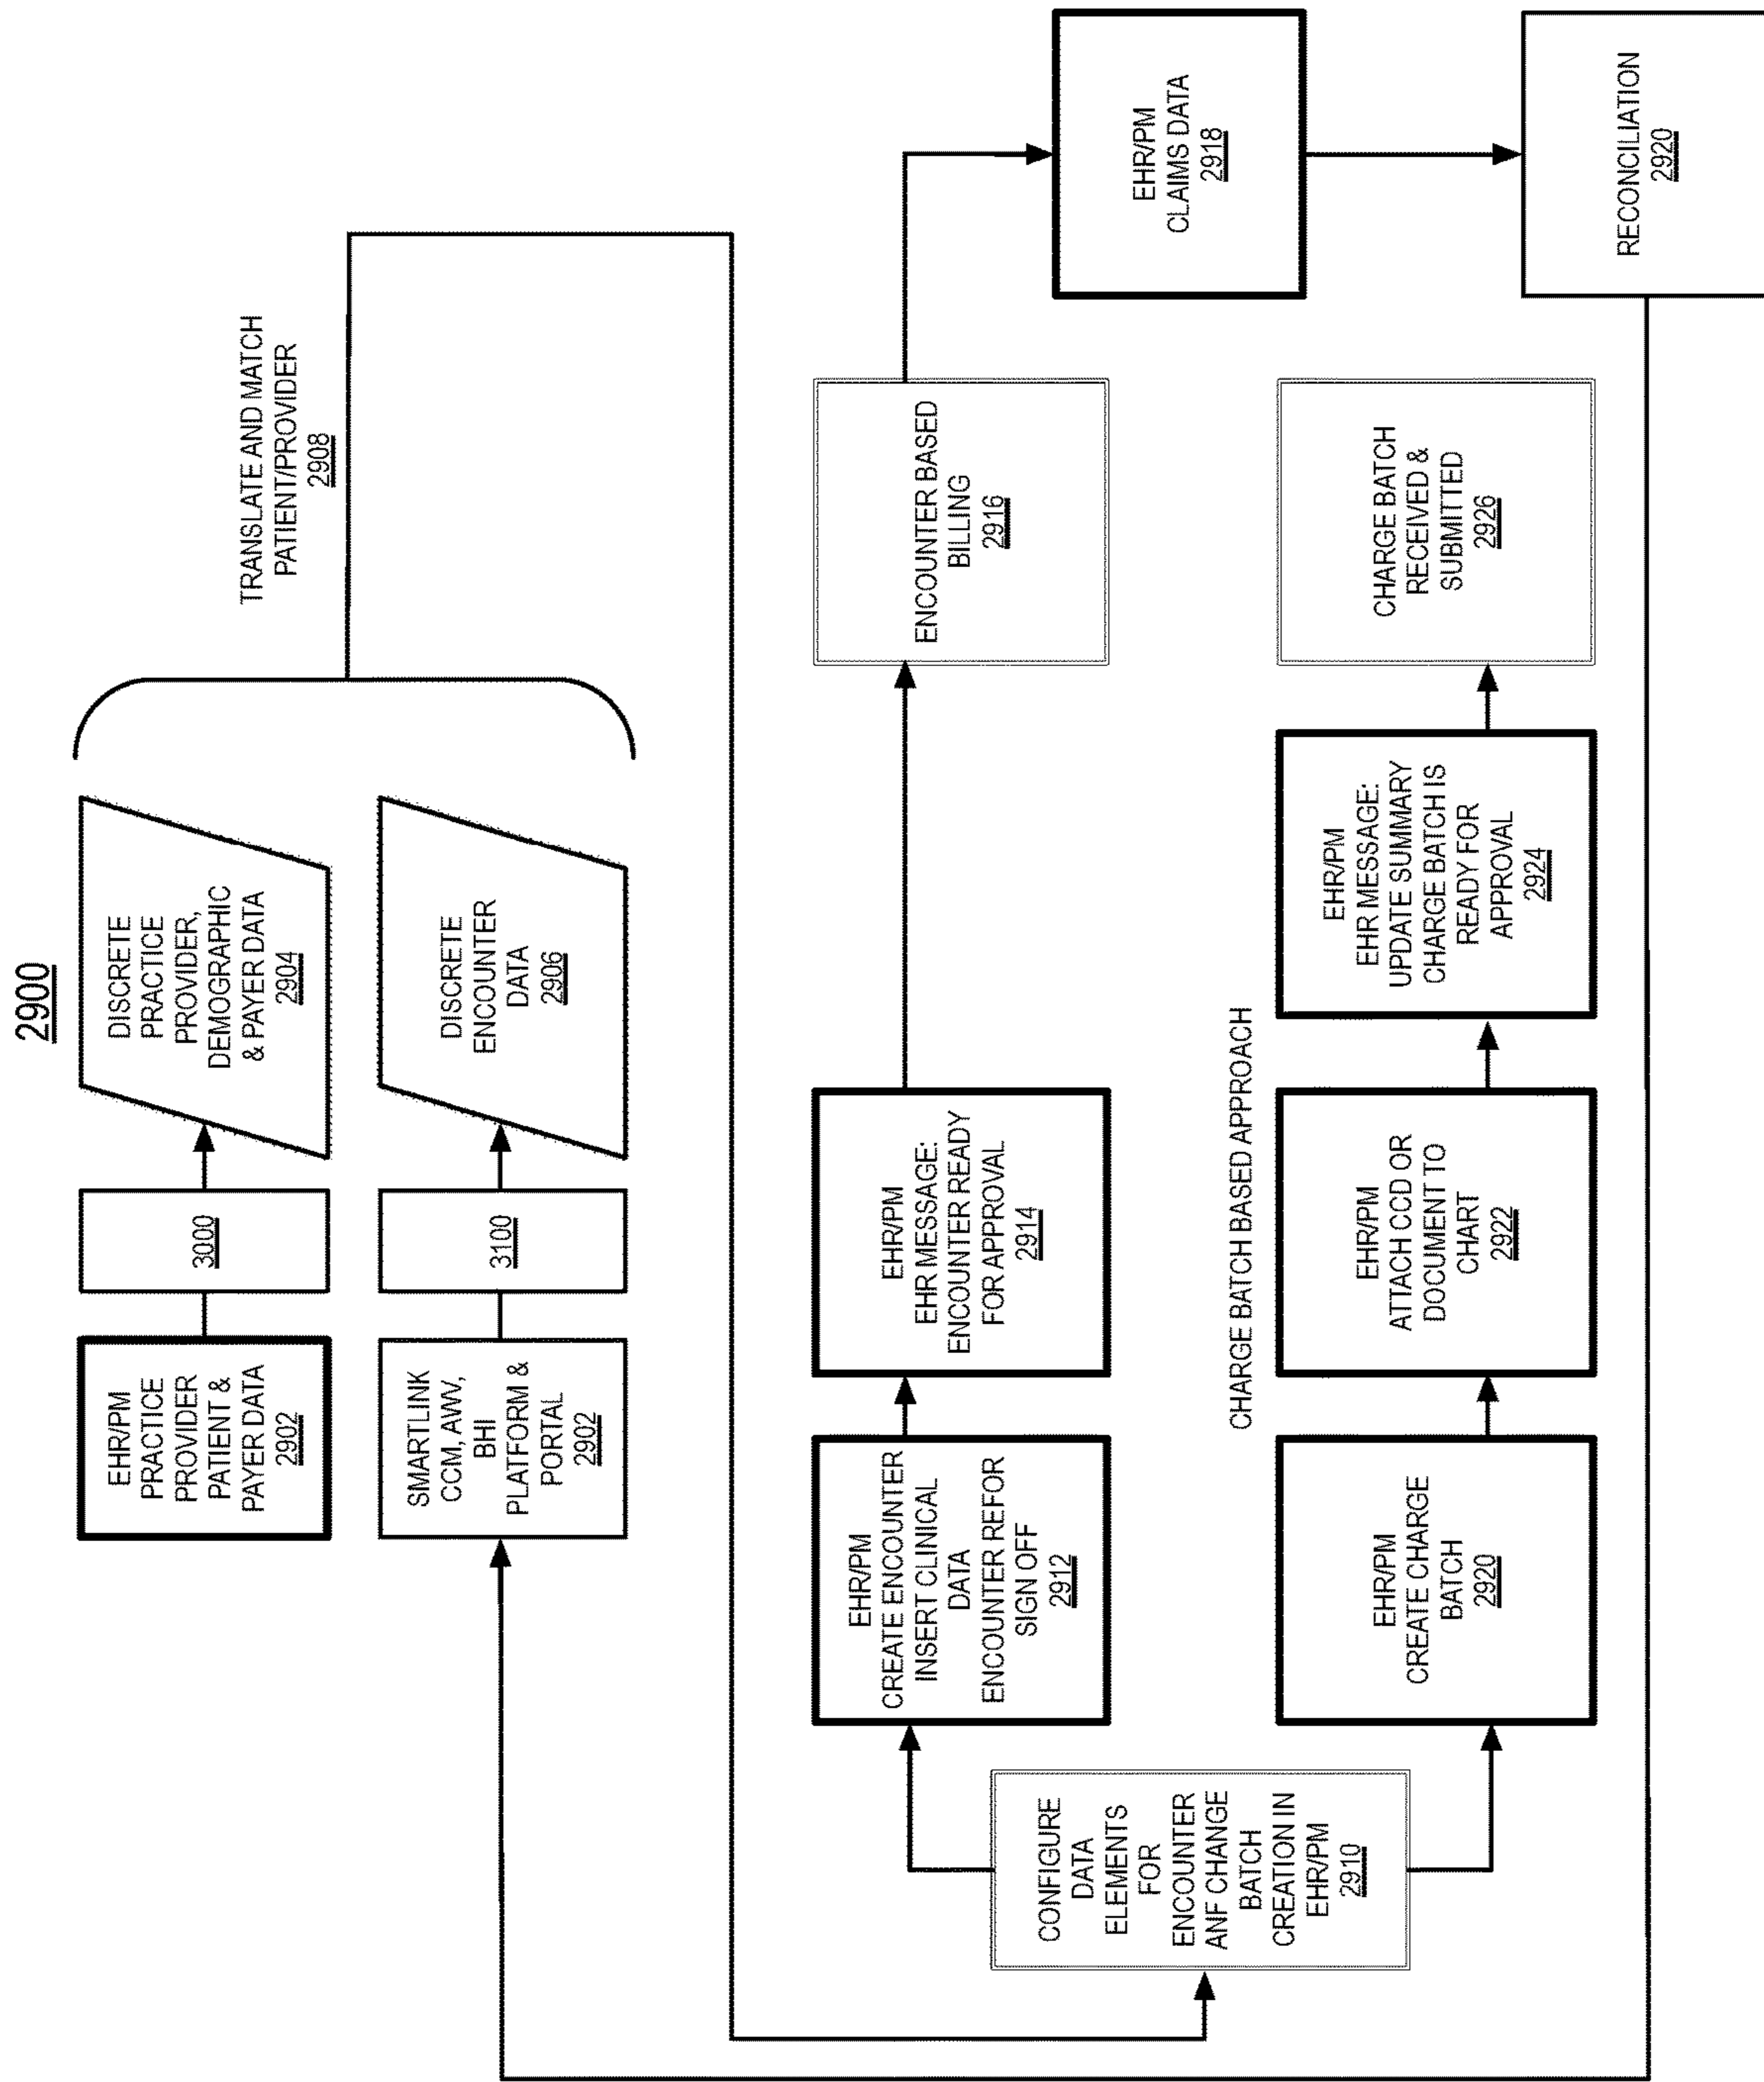 2900
EHR/PM
PRACTICE
PROVIDER
PATIENT &
PAYER DATA
2902
3000
DISCRETE
PRACTICE
PROVIDER,
DEMOGRAPHIC
& PAYER DATA
2904
SMARTLINK
CCM, AWV,
BHI
PLATFORM &
PORTAL
2902
3100
DISCRETE
ENCOUNTER
DATA
2906
TRANSLATE AND MATCH
PATIENT/PROVIDER
2908
CONFIGURE
DATA
ELEMENTS
FOR
ENCOUNTER
ANF CHANGE
BATCH
CREATION IN
EHR/PM
2910
EHR/PM
CREATE ENCOUNTER
INSERT CLINICAL
DATA
ENCOUNTER REFOR
SIGN OFF
2912
EHR/PM
EHR MESSAGE:
ENCOUNTER READY
FOR APPROVAL
2914
ENCOUNTER BASED
BILLING
2916
EHR/PM
CLAIMS DATA
2918
CHARGE BATCH BASED APPROACH
EHR/PM
CREATE CHARGE
BATCH
2920
EHR/PM
ATTACH CCD OR
DOCUMENT TO
CHART
2922
EHR/PM
EHR MESSAGE:
UPDATE SUMMARY
CHARGE BATCH IS
READY FOR
APPROVAL
2924
CHARGE BATCH
RECEIVED &
SUBMITTED
2926
RECONCILIATION
2920